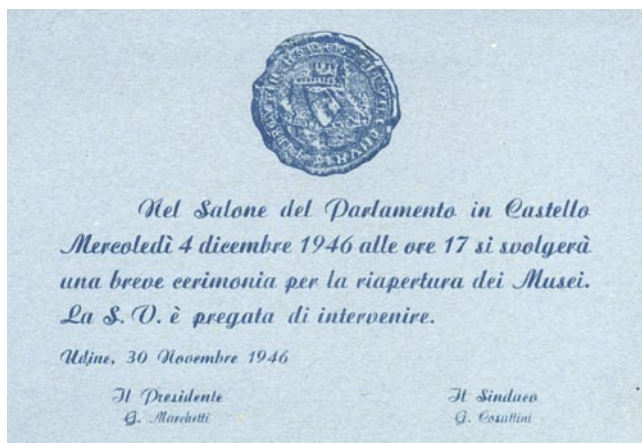 Nel Salone del Parlamento in Castello
Mercoledì 4 dicembre 1946 alle ore 17 si svolgerà
una breve cerimonia per la riapertura dei Musei.
La S. V. è pregata di intervenire.
Udine, 30 Novembre 1946
Il Presidente
G. Marchetti
Il Sindaco
G. Cosattini